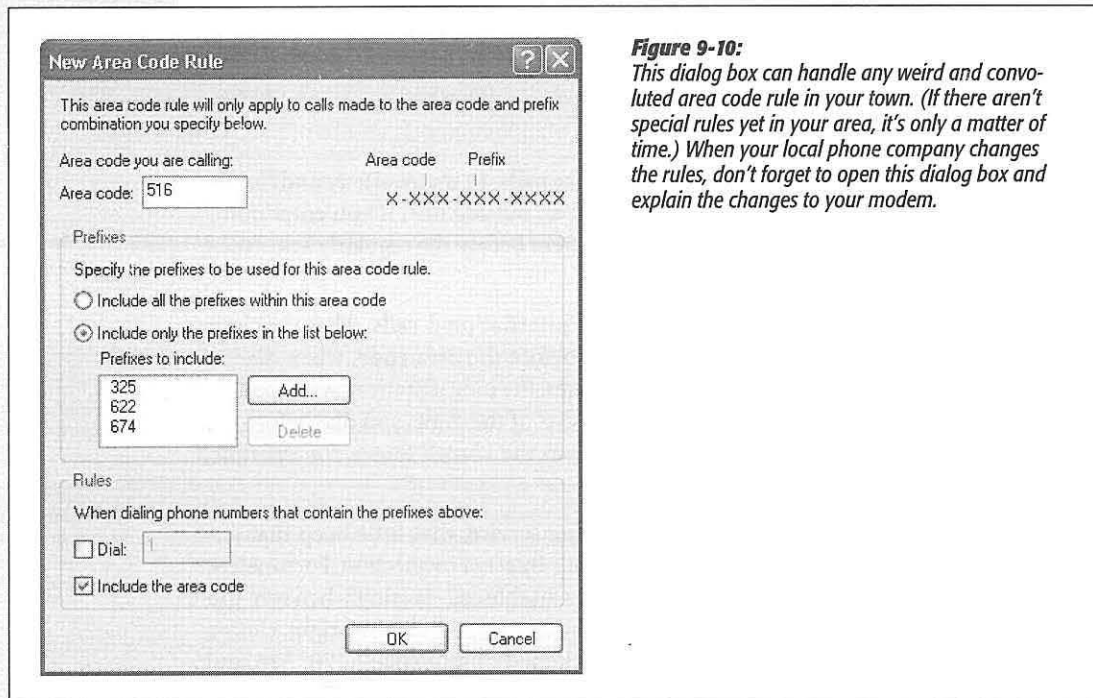 New Area Code Rule
This area code rule will only apply to calls made to the area code and prefix
combination you specify below.
Area code you are calling:
Area code: 516
Area code Prefix
X-XXX-XXX-XXXX
Prefixes
Specify the prefixes to be used for this area code rule.
Include all the prefixes within this area code
Include only the prefixes in the list below:
Prefixes to include:
325
622
674
Add...
Delete
Rules
When dialing phone numbers that contain the prefixes above:
Dial: 1
Include the area code
OK Cancel
Figure 9-10:
This dialog box can handle any weird and convo-
luted area code rule in your town. (If there aren't
special rules yet in your area, it's only a matter of
time.) When your local phone company changes
the rules, don't forget to open this dialog box and
explain the changes to your modem.